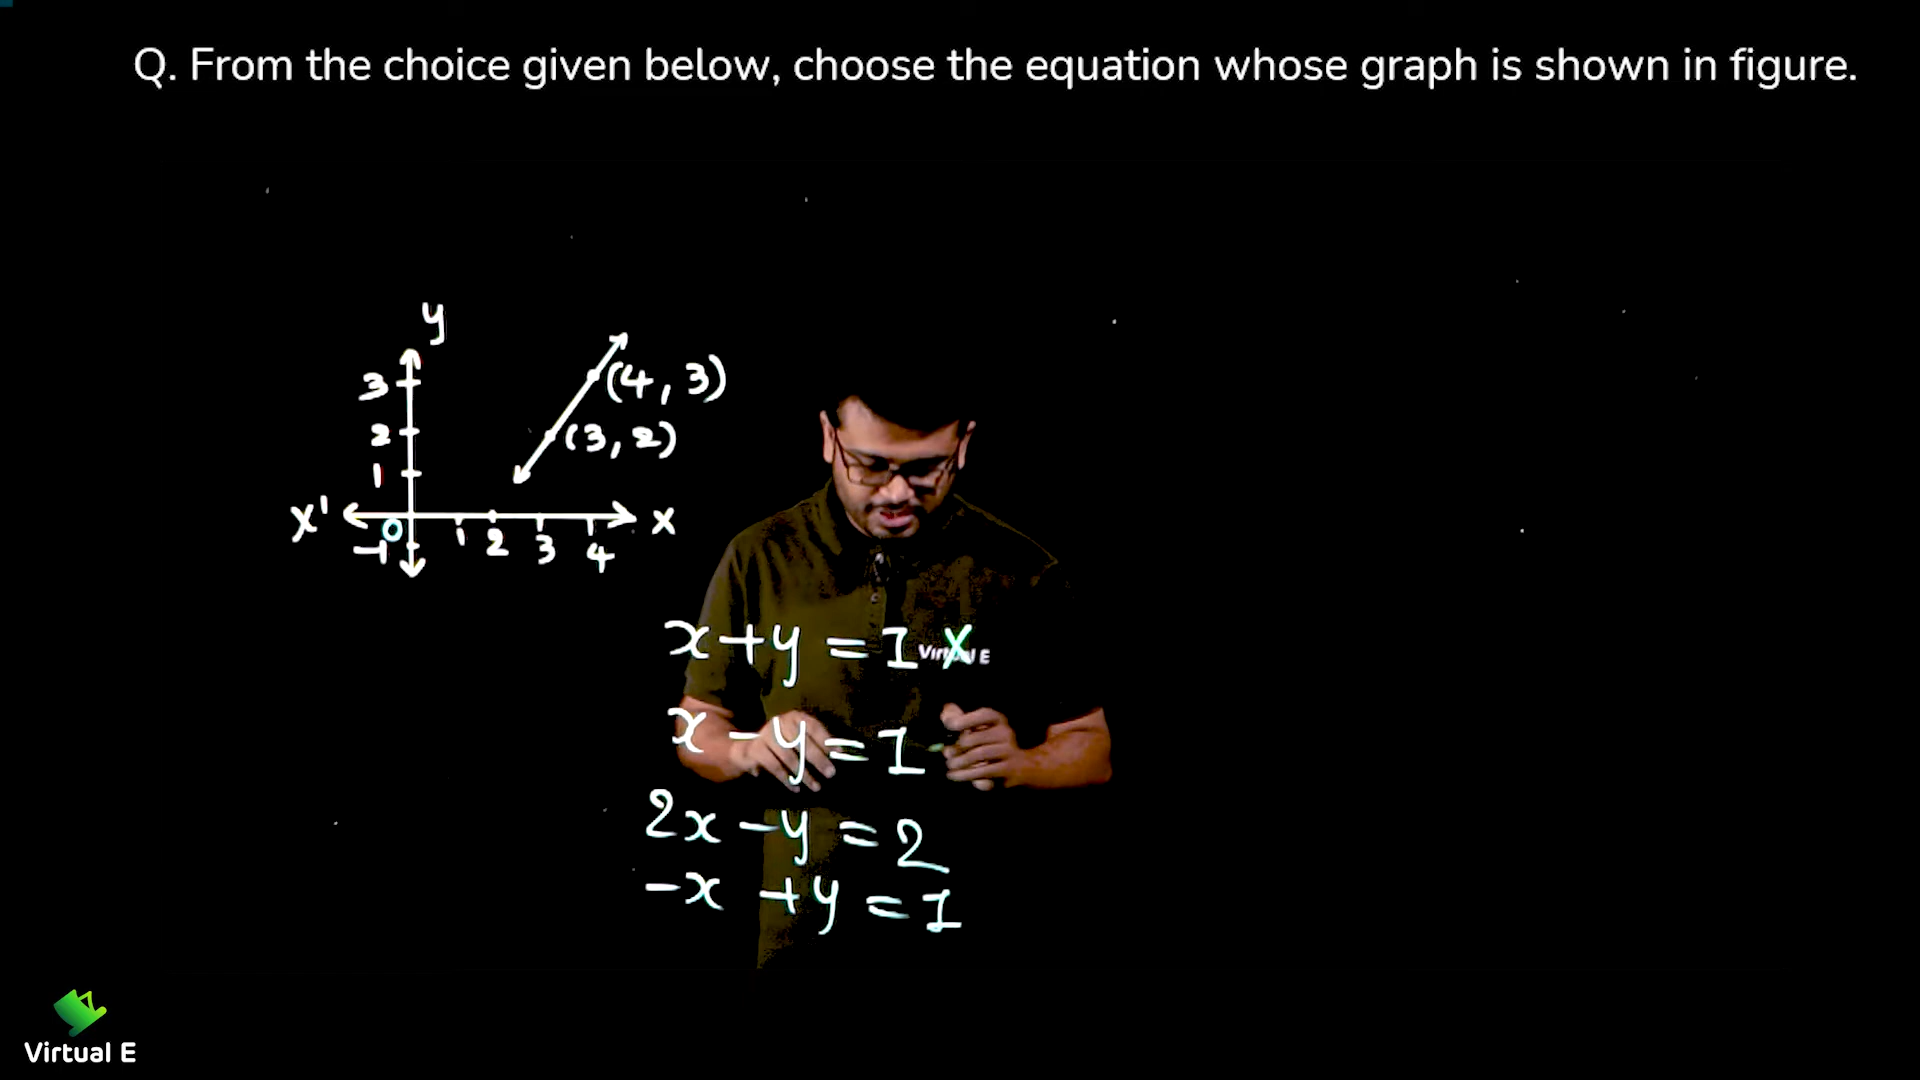 Q. From the choice given below, choose the equation whose graph is shown in figure.
y
3
2
1
(4, 3)
(3, 2)
x'
0
x
-1
1 2 3 4
x + y = 1 x
Virtual E
x - y = 1
2x - y = 2
-x + y = 1
Virtual E